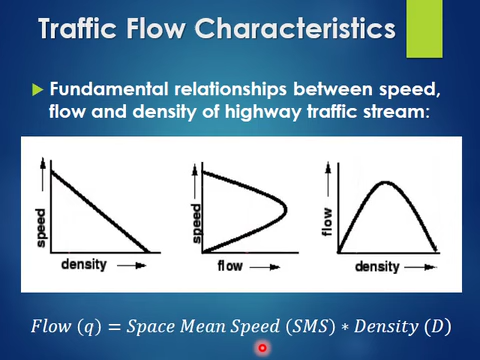 Traffic Flow Characteristics
Fundamental relationships between speed,
flow and density of highway traffic stream:
speed
density
speed
flow
flow
density
Flow (q) = Space Mean Speed (SMS) * Density (D)